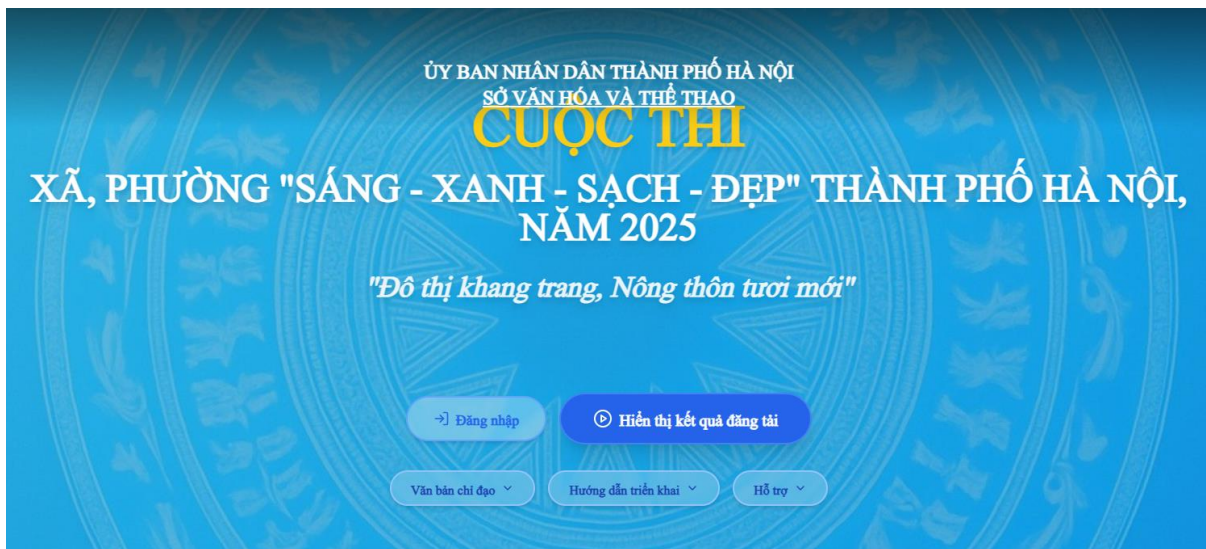 ỦY BAN NHÂN DÂN THÀNH PHỐ HÀ NỘI
SỞ VĂN HÓA VÀ THỂ THAO
CUỘC THI
XÃ, PHƯỜNG "SÁNG - XANH - SẠCH - ĐẸP" THÀNH PHỐ HÀ NỘI,
NĂM 2025
"Đô thị khang trang, Nông thôn tươi mới"
Đăng nhập
Hiển thị kết quả đăng tải
Văn bản chỉ đạo
Hướng dẫn triển khai
Hỗ trợ